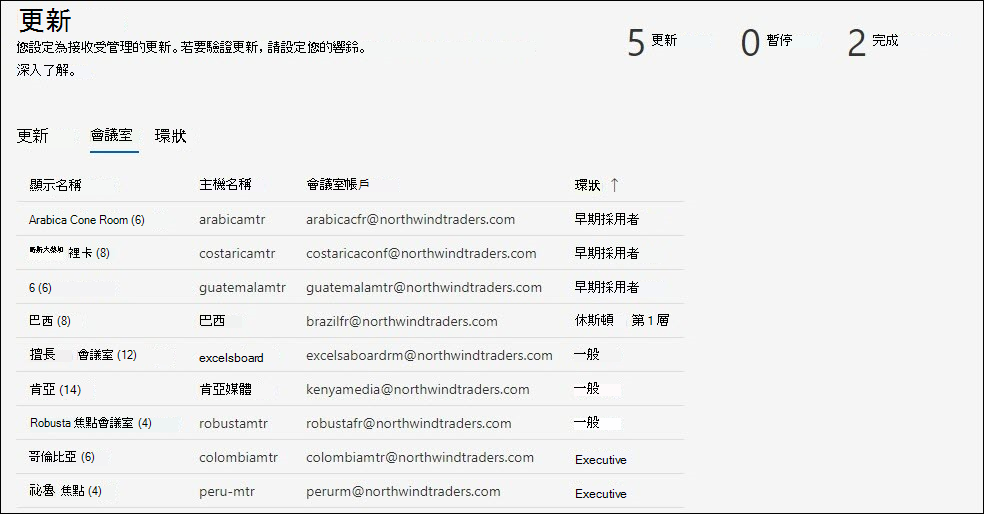 更新
您設定為接收受管理的更新。若要驗證更新，請設定您的響鈴。
深入了解。
5 更新 0 暫停 2 完成
更新 會議室 環狀
顯示名稱 主機名稱 會議室帳戶 環狀 ↑
Arabica Cone Room (6) arabicamtr arabicacfr@northwindtraders.com 早期採用者
哥斯大黎加 裡卡 (8) costaricamtr costaricaconf@northwindtraders.com 早期採用者
6 (6) guatemalamtr guatemalamtr@northwindtraders.com 早期採用者
巴西 (8) 巴西 brazilfr@northwindtraders.com 休斯頓 第 1 層
擅長 會議室 (12) excelsboard excelsaboardrm@northwindtraders.com 一般
肯亞 (14) 肯亞媒體 kenyamedia@northwindtraders.com 一般
Robusta 焦點會議室 (4) robustamtr robustafr@northwindtraders.com 一般
哥倫比亞 (6) colombiamtr colombiamtr@northwindtraders.com Executive
祕魯 焦點 (4) peru-mtr perurm@northwindtraders.com Executive